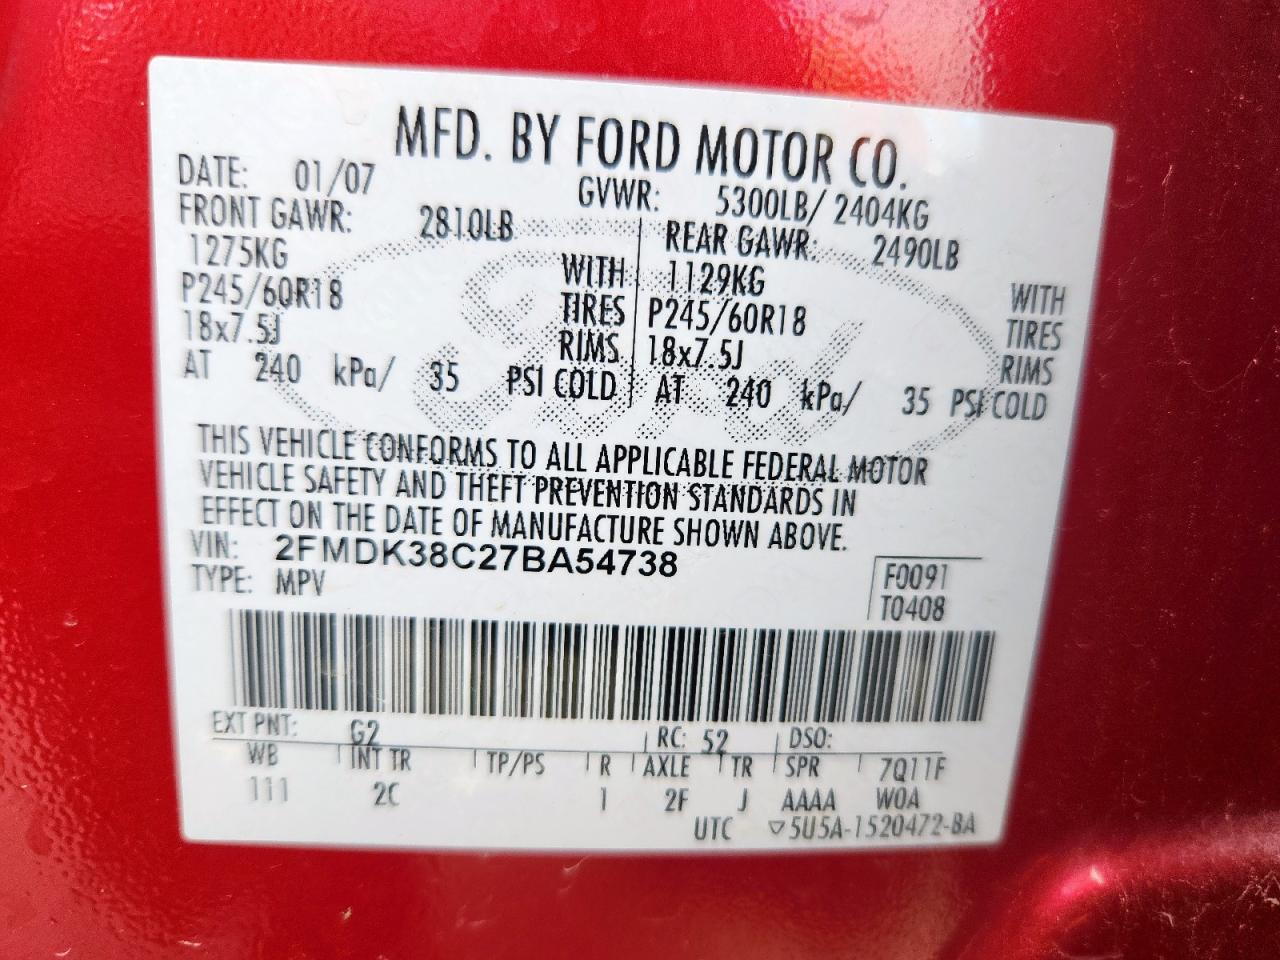 MFD. BY FORD MOTOR CO.
DATE: 01/07 GVWR: 5300LB/ 2404KG
FRONT GAWR: 2810LB REAR GAWR: 2490LB
1275KG WITH 1129KG WITH
P245/60R18 TIRES P245/60R18 TIRES
18x7.5J RIMS 18x7.5J RIMS
AT 240 kPa/ 35 PSI COLD AT 240 kPa/ 35 PSI COLD
THIS VEHICLE CONFORMS TO ALL APPLICABLE FEDERAL MOTOR
VEHICLE SAFETY AND THEFT PREVENTION STANDARDS IN
EFFECT ON THE DATE OF MANUFACTURE SHOWN ABOVE.
VIN: 2FMDK38C27BA54738
TYPE: MPV F0091
T0408
EXT PNT: G2 RC: 52 DSO:
WB INT TR TP/PS R AXLE TR SPR 7Q11F
111 2C 1 2F J AAAA WOA
UTC ▽5U5A-1520472-BA
Ford